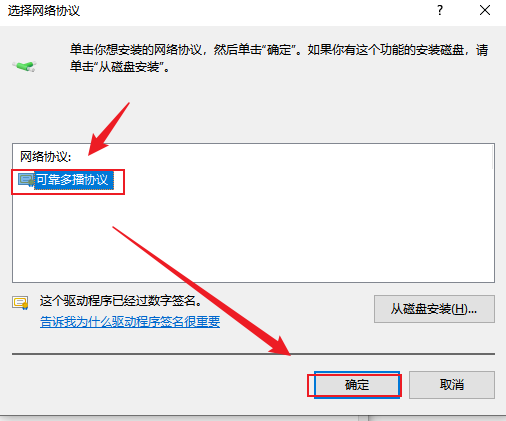 选择网络协议
单击你想安装的网络协议，然后单击“确定”。如果你有这个功能的安装磁盘，请
单击“从磁盘安装”。
网络协议:
可靠多播协议
这个驱动程序已经过数字签名。
告诉我为什么驱动程序签名很重要
从磁盘安装(H)...
确定
取消